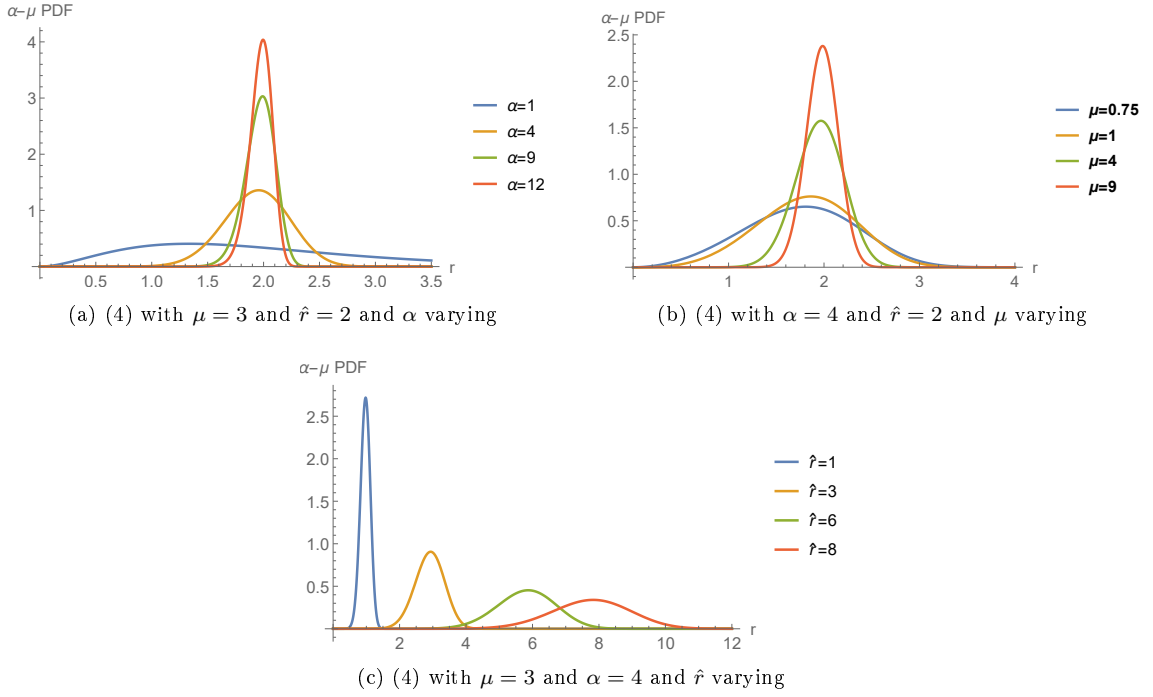 α−μ PDF
4
3
2
1
0.5 1.0 1.5 2.0 2.5 3.0 3.5 r
α=1
α=4
α=9
α=12
(a) (4) with μ = 3 and r̂ = 2 and α varying
α−μ PDF
2.5
2.0
1.5
1.0
0.5
1 2 3 4 r
μ=0.75
μ=1
μ=4
μ=9
(b) (4) with α = 4 and r̂ = 2 and μ varying
α−μ PDF
2.5
2.0
1.5
1.0
0.5
2 4 6 8 10 12 r
r̂=1
r̂=3
r̂=6
r̂=8
(c) (4) with μ = 3 and α = 4 and r̂ varying